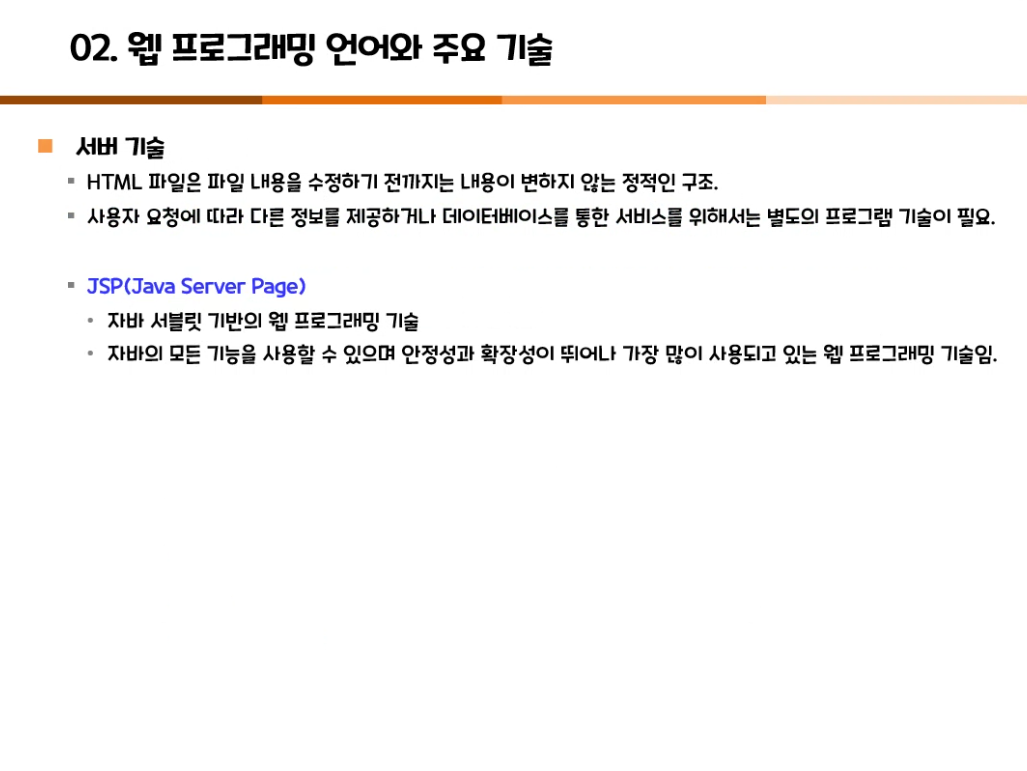 02. 웹 프로그래밍 언어와 주요 기술
서버 기술
HTML 파일은 파일 내용을 수정하기 전까지는 내용이 변하지 않는 정적인 구조.
사용자 요청에 따라 다른 정보를 제공하거나 데이터베이스를 통한 서비스를 위해서는 별도의 프로그램 기술이 필요.
JSP(Java Server Page)
자바 서블릿 기반의 웹 프로그래밍 기술
자바의 모든 기능을 사용할 수 있으며 안정성과 확장성이 뛰어나 가장 많이 사용되고 있는 웹 프로그래밍 기술임.